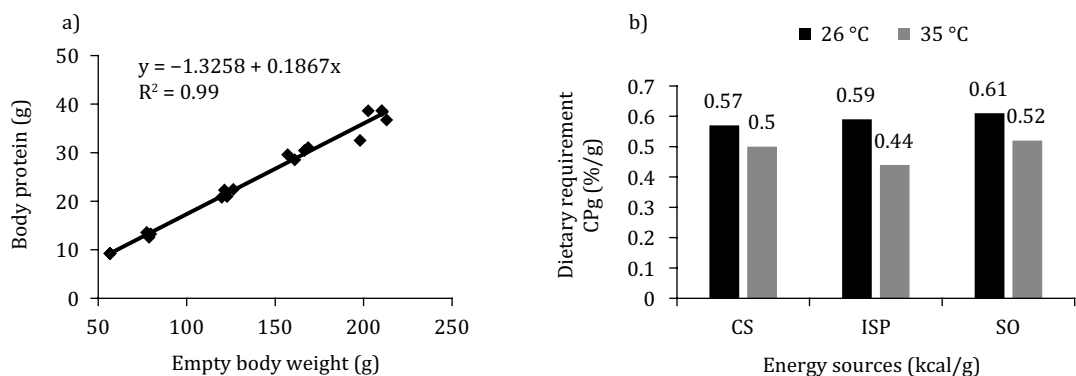 a)
y = −1.3258 + 0.1867x
R² = 0.99
Body protein (g)
50
40
30
20
10
0
50 100 150 200 250
Empty body weight (g)
b)
26 °C 35 °C
Dietary requirement
CPg (%/g)
0.7
0.6
0.5
0.4
0.3
0.2
0.1
0
0.57 0.5 0.59 0.44 0.61 0.52
CS ISP SO
Energy sources (kcal/g)